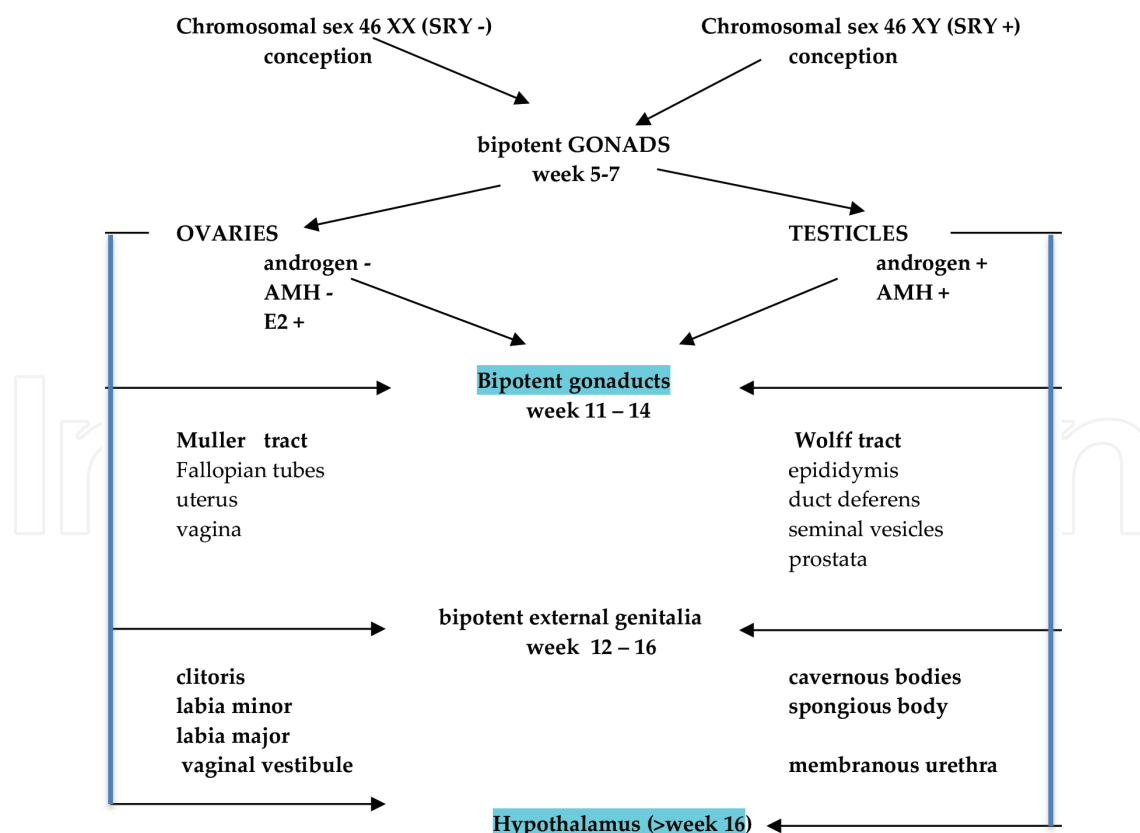 Chromosomal sex 46 XX (SRY -)
conception
Chromosomal sex 46 XY (SRY +)
conception
bipotent GONADS
week 5-7
OVARIES
androgen -
AMH -
E2 +
TESTICLES
androgen +
AMH +
Bipotent gonaducts
week 11 – 14
Muller tract
Fallopian tubes
uterus
vagina
Wolff tract
epididymis
duct deferens
seminal vesicles
prostata
bipotent external genitalia
week 12 – 16
clitoris
labia minor
labia major
vaginal vestibule
cavernous bodies
spongious body
membranous urethra
Hypothalamus (>week 16)